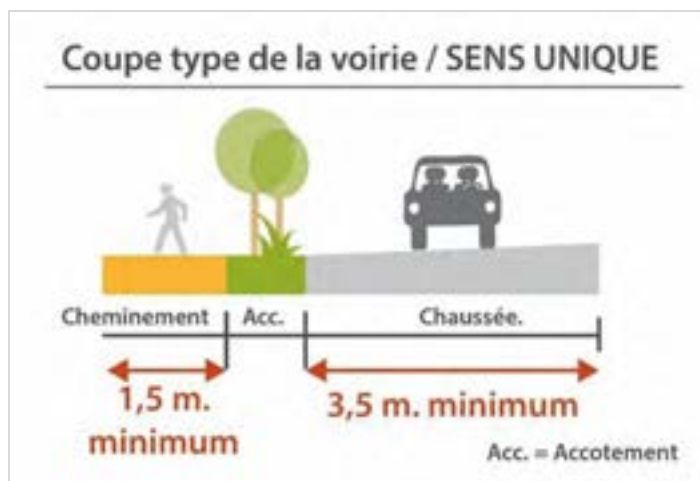 Coupe type de la voirie / SENS UNIQUE
Cheminement Acc. Chaussée.
1,5 m.
minimum
3,5 m. minimum
Acc. = Accotement